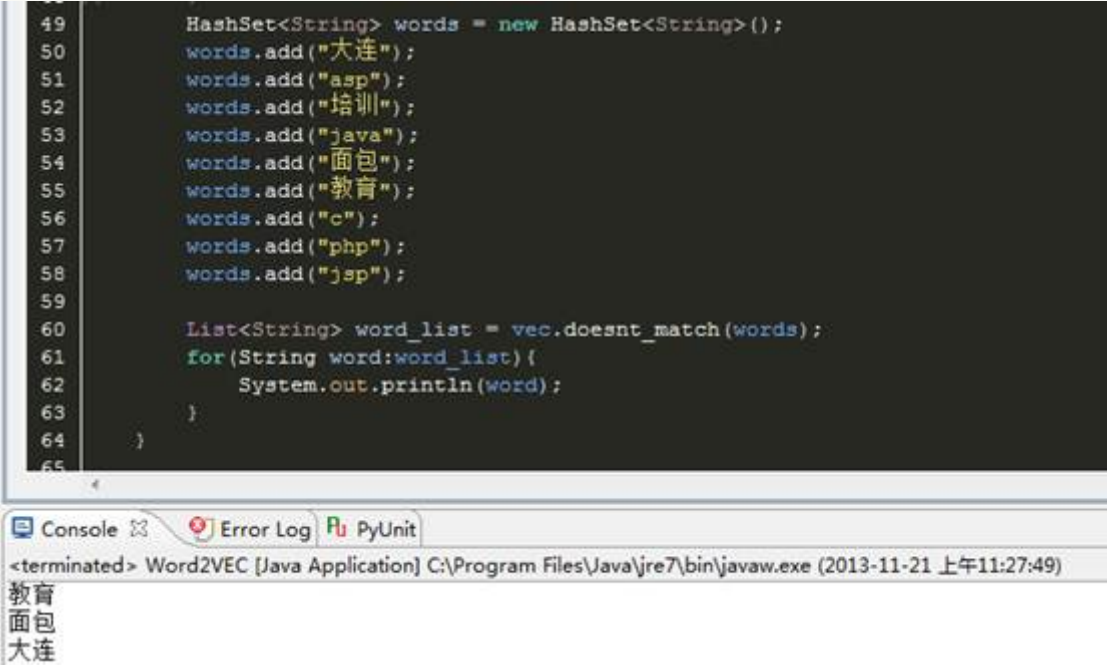 49 HashSet<String> words = new HashSet<String>();
50 words.add("大连");
51 words.add("asp");
52 words.add("培训");
53 words.add("java");
54 words.add("面包");
55 words.add("教育");
56 words.add("c");
57 words.add("php");
58 words.add("jsp");
59
60 List<String> word_list = vec.doesnt_match(words);
61 for(String word:word_list){
62 System.out.println(word);
63 }
64 }
65
Console Error Log PyUnit
<terminated> Word2VEC [Java Application] C:\Program Files\Java\jre7\bin\javaw.exe (2013-11-21 上午11:27:49)
教育
面包
大连